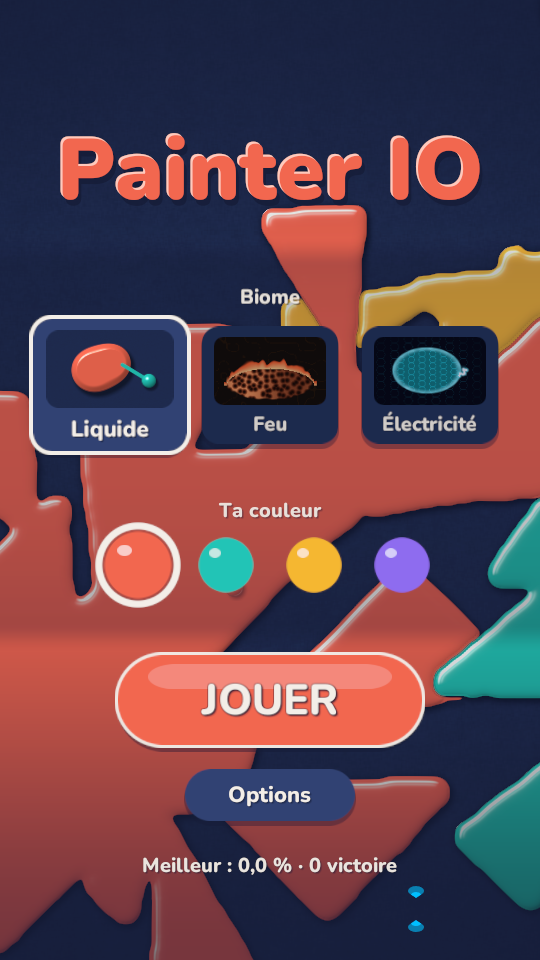 Painter IO
Biome
Liquide
Feu
Électricité
Ta couleur
JOUER
Options
Meilleur : 0,0 % · 0 victoire